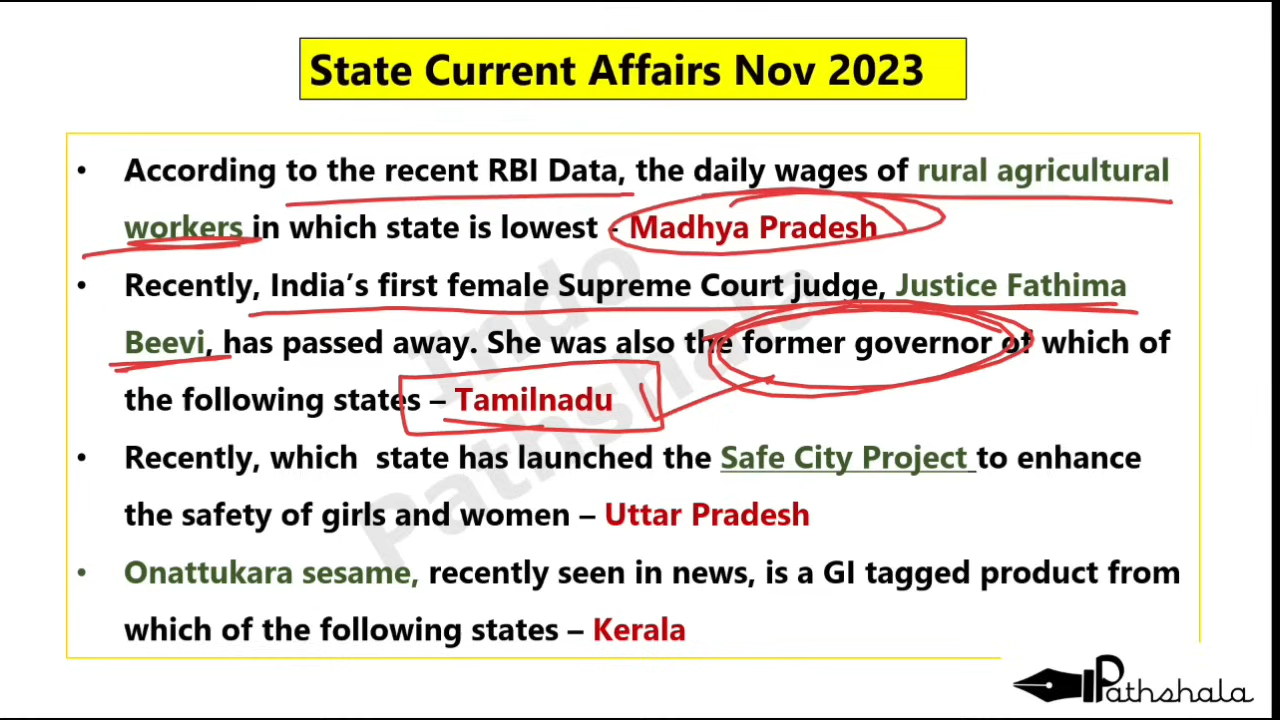 State Current Affairs Nov 2023
• According to the recent RBI Data, the daily wages of rural agricultural
workers in which state is lowest - Madhya Pradesh
• Recently, India’s first female Supreme Court judge, Justice Fathima
Beevi, has passed away. She was also the former governor of which of
the following states – Tamilnadu
• Recently, which state has launched the Safe City Project to enhance
the safety of girls and women – Uttar Pradesh
• Onattukara sesame, recently seen in news, is a GI tagged product from
which of the following states – Kerala
Indo
Pathshala
Pathshala